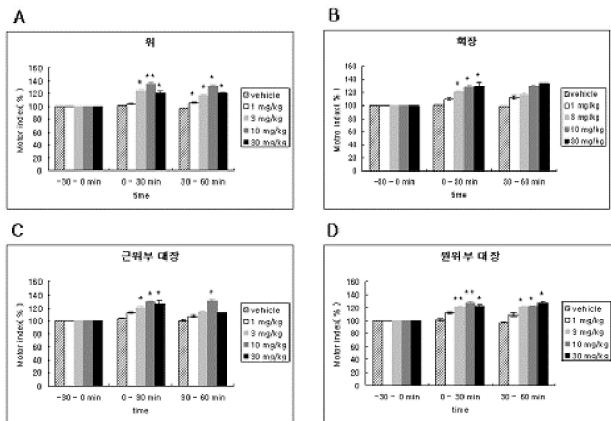 A
위
Motor index( % )
160
140
120
100
80
60
40
20
0
-30 - 0 min
0 - 30 min
30 - 60 min
time
* ** *
* * * *
vehicle
1 mg/kg
3 mg/kg
10 mg/kg
30 mg/kg
B
회장
Motro index( % )
160
140
120
100
80
60
40
20
0
-30 - 0 min
0 - 30 min
30 - 60 min
time
* * *
vehicle
1 mg/kg
3 mg/kg
10 mg/kg
30 mg/kg
C
근위부 대장
Motor index( % )
160
140
120
100
80
60
40
20
0
-30 - 0 min
0 - 30 min
30 - 60 min
time
* * *
*
vehicle
1 mg/kg
3 mg/kg
10 mg/kg
30 mg/kg
D
원위부 대장
Motor index( % )
160
140
120
100
80
60
40
20
0
-30 - 0 min
0 - 30 min
30 - 60 min
time
** ** *
* * *
vehicle
1 mg/kg
3 mg/kg
10 mg/kg
30 mg/kg